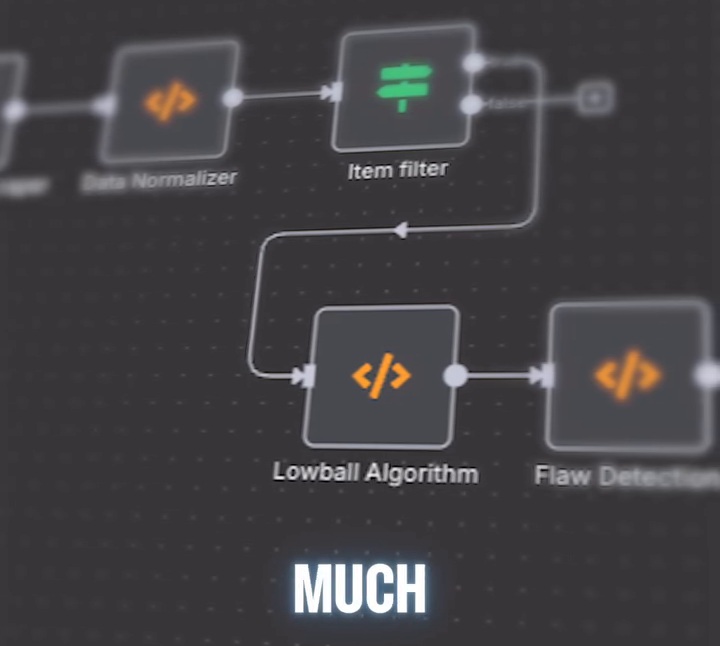 Data Normalizer
Item filter
false
Lowball Algorithm
Flaw Detection
MUCH